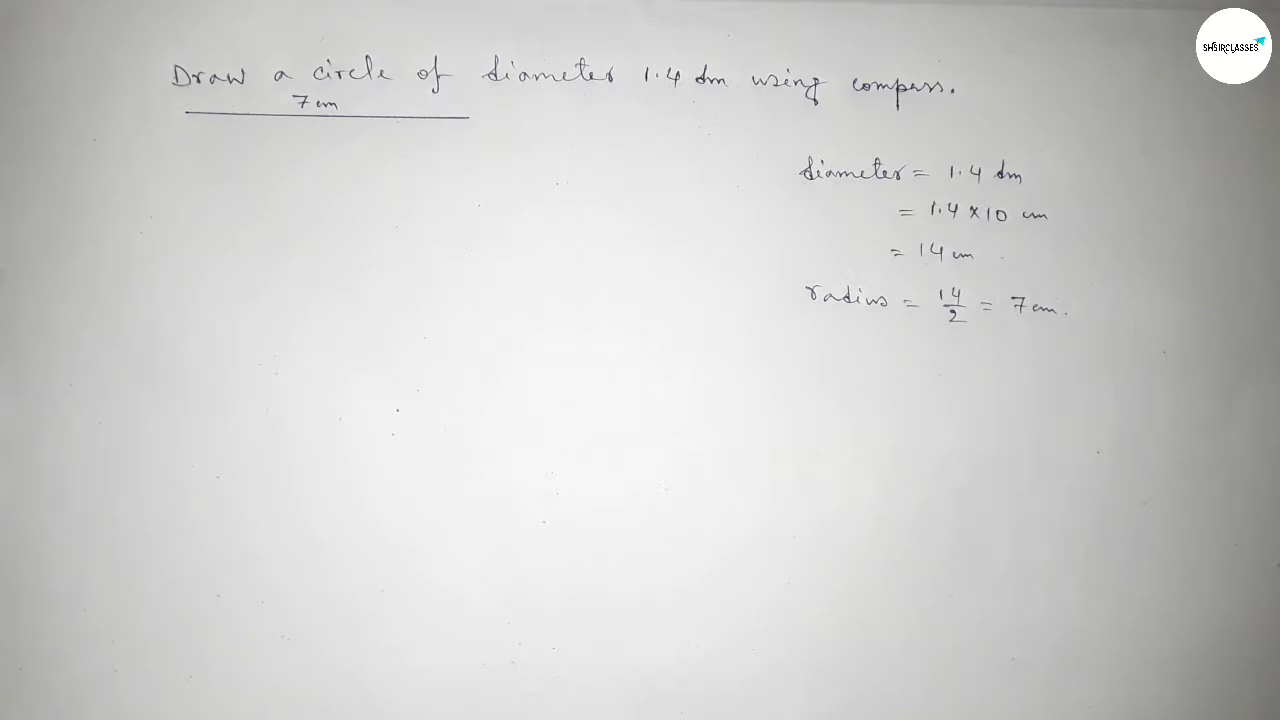 Draw a circle of diameter 1.4 dm using compass.
7 cm
diameter = 1.4 dm
= 1.4 × 10 cm
= 14 cm
radius = 14/2 = 7 cm.
SHSIRCLASSES